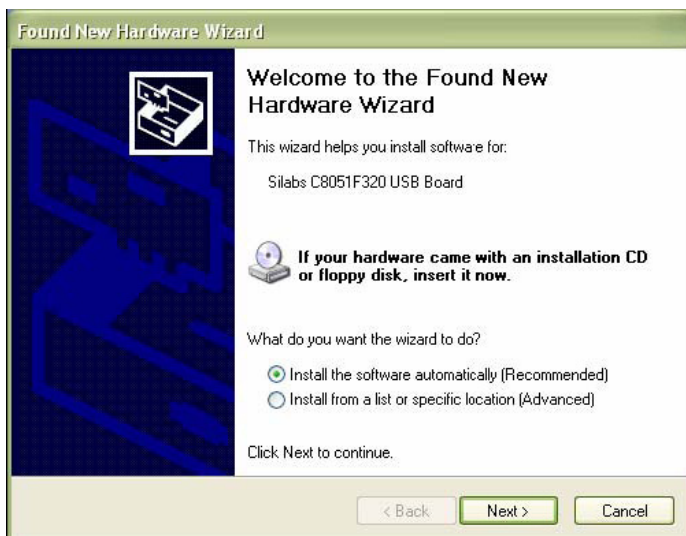 Found New Hardware Wizard
Welcome to the Found New
Hardware Wizard
This wizard helps you install software for:
Silabs C8051F320 USB Board
If your hardware came with an installation CD
or floppy disk, insert it now.
What do you want the wizard to do?
Install the software automatically (Recommended)
Install from a list or specific location (Advanced)
Click Next to continue.
< Back Next > Cancel